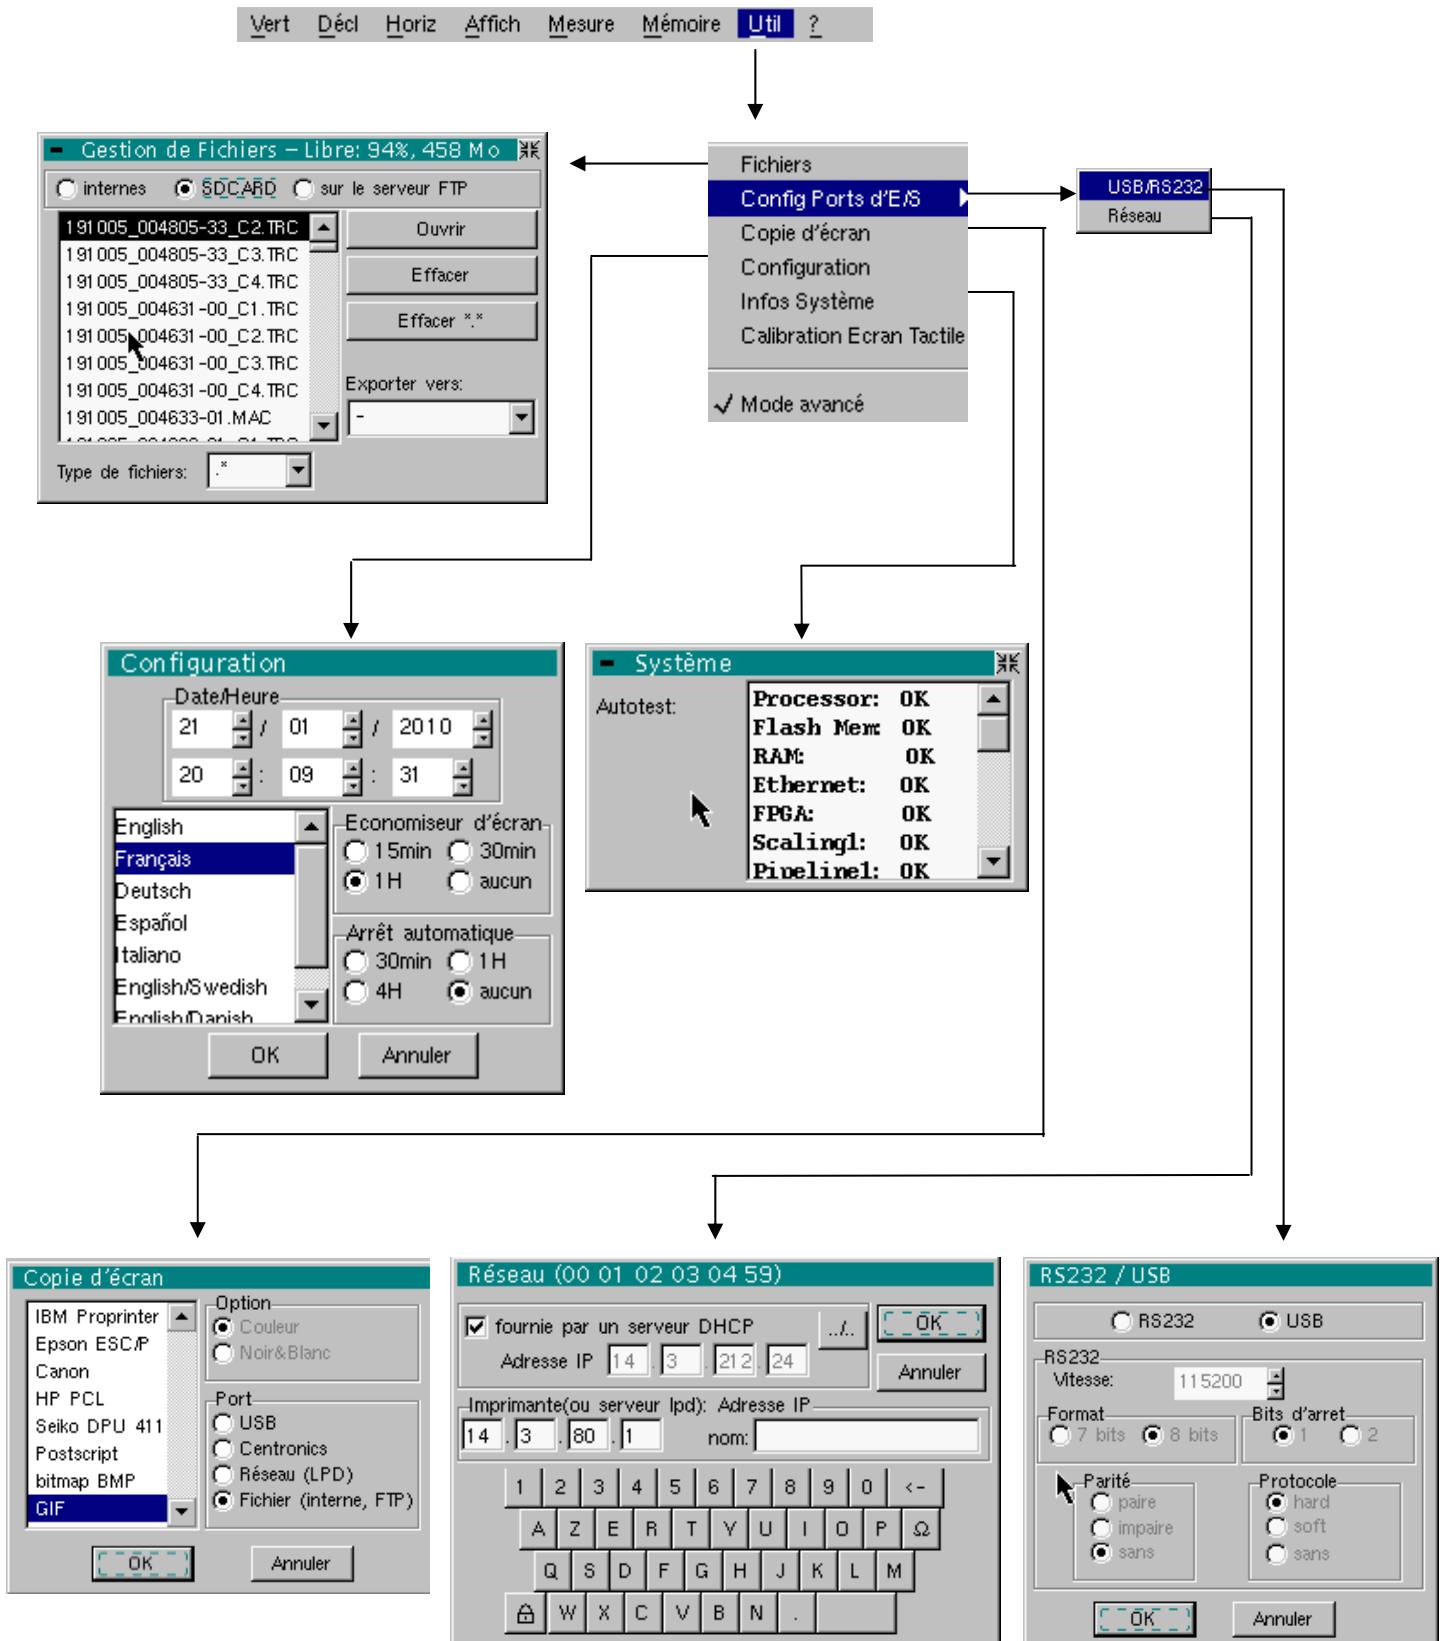 Vert Décl Horiz Affich Mesure Mémoire Util ?
Gestion de Fichiers – Libre: 94%, 458 Mo
internes SDCARD sur le serveur FTP
191005_004805-33_C2.TRC
191005_004805-33_C3.TRC
191005_004805-33_C4.TRC
191005_004631-00_C1.TRC
191005_004631-00_C2.TRC
191005_004631-00_C3.TRC
191005_004631-00_C4.TRC
191005_004633-01.MAC
Ouvrir
Effacer
Effacer *.*
Exporter vers:
-
Type de fichiers: .*
Fichiers
Config Ports d'E/S
Copie d'écran
Configuration
Infos Système
Calibration Ecran Tactile
✓ Mode avancé
USB/RS232
Réseau
Configuration
Date/Heure
21 / 01 / 2010
20 : 09 : 31
English
Français
Deutsch
Español
Italiano
English/Swedish
English/Danish
Economiseur d'écran
15min 30min
1H aucun
Arrêt automatique
30min 1H
4H aucun
OK Annuler
Système
Autotest:
Processor: OK
Flash Mem: OK
RAM: OK
Ethernet: OK
FPGA: OK
Scaling1: OK
Pipeline1: OK
Copie d'écran
IBM Proprinter
Epson ESC/P
Canon
HP PCL
Seiko DPU 411
Postscript
bitmap BMP
GIF
Option
Couleur
Noir&Blanc
Port
USB
Centronics
Réseau (LPD)
Fichier (interne, FTP)
OK Annuler
Réseau (00 01 02 03 04 59)
fournie par un serveur DHCP ../..
Adresse IP 14 . 3 . 212 . 24
OK
Annuler
Imprimante(ou serveur lpd): Adresse IP
14 . 3 . 80 . 1 nom:
1 2 3 4 5 6 7 8 9 0 <-
A Z E R T Y U I O P Ω
Q S D F G H J K L M
W X C V B N .
RS232 / USB
RS232 USB
RS232
Vitesse: 115200
Format
7 bits 8 bits
Bits d'arret
1 2
Parité
paire
impaire
sans
Protocole
hard
soft
sans
OK Annuler